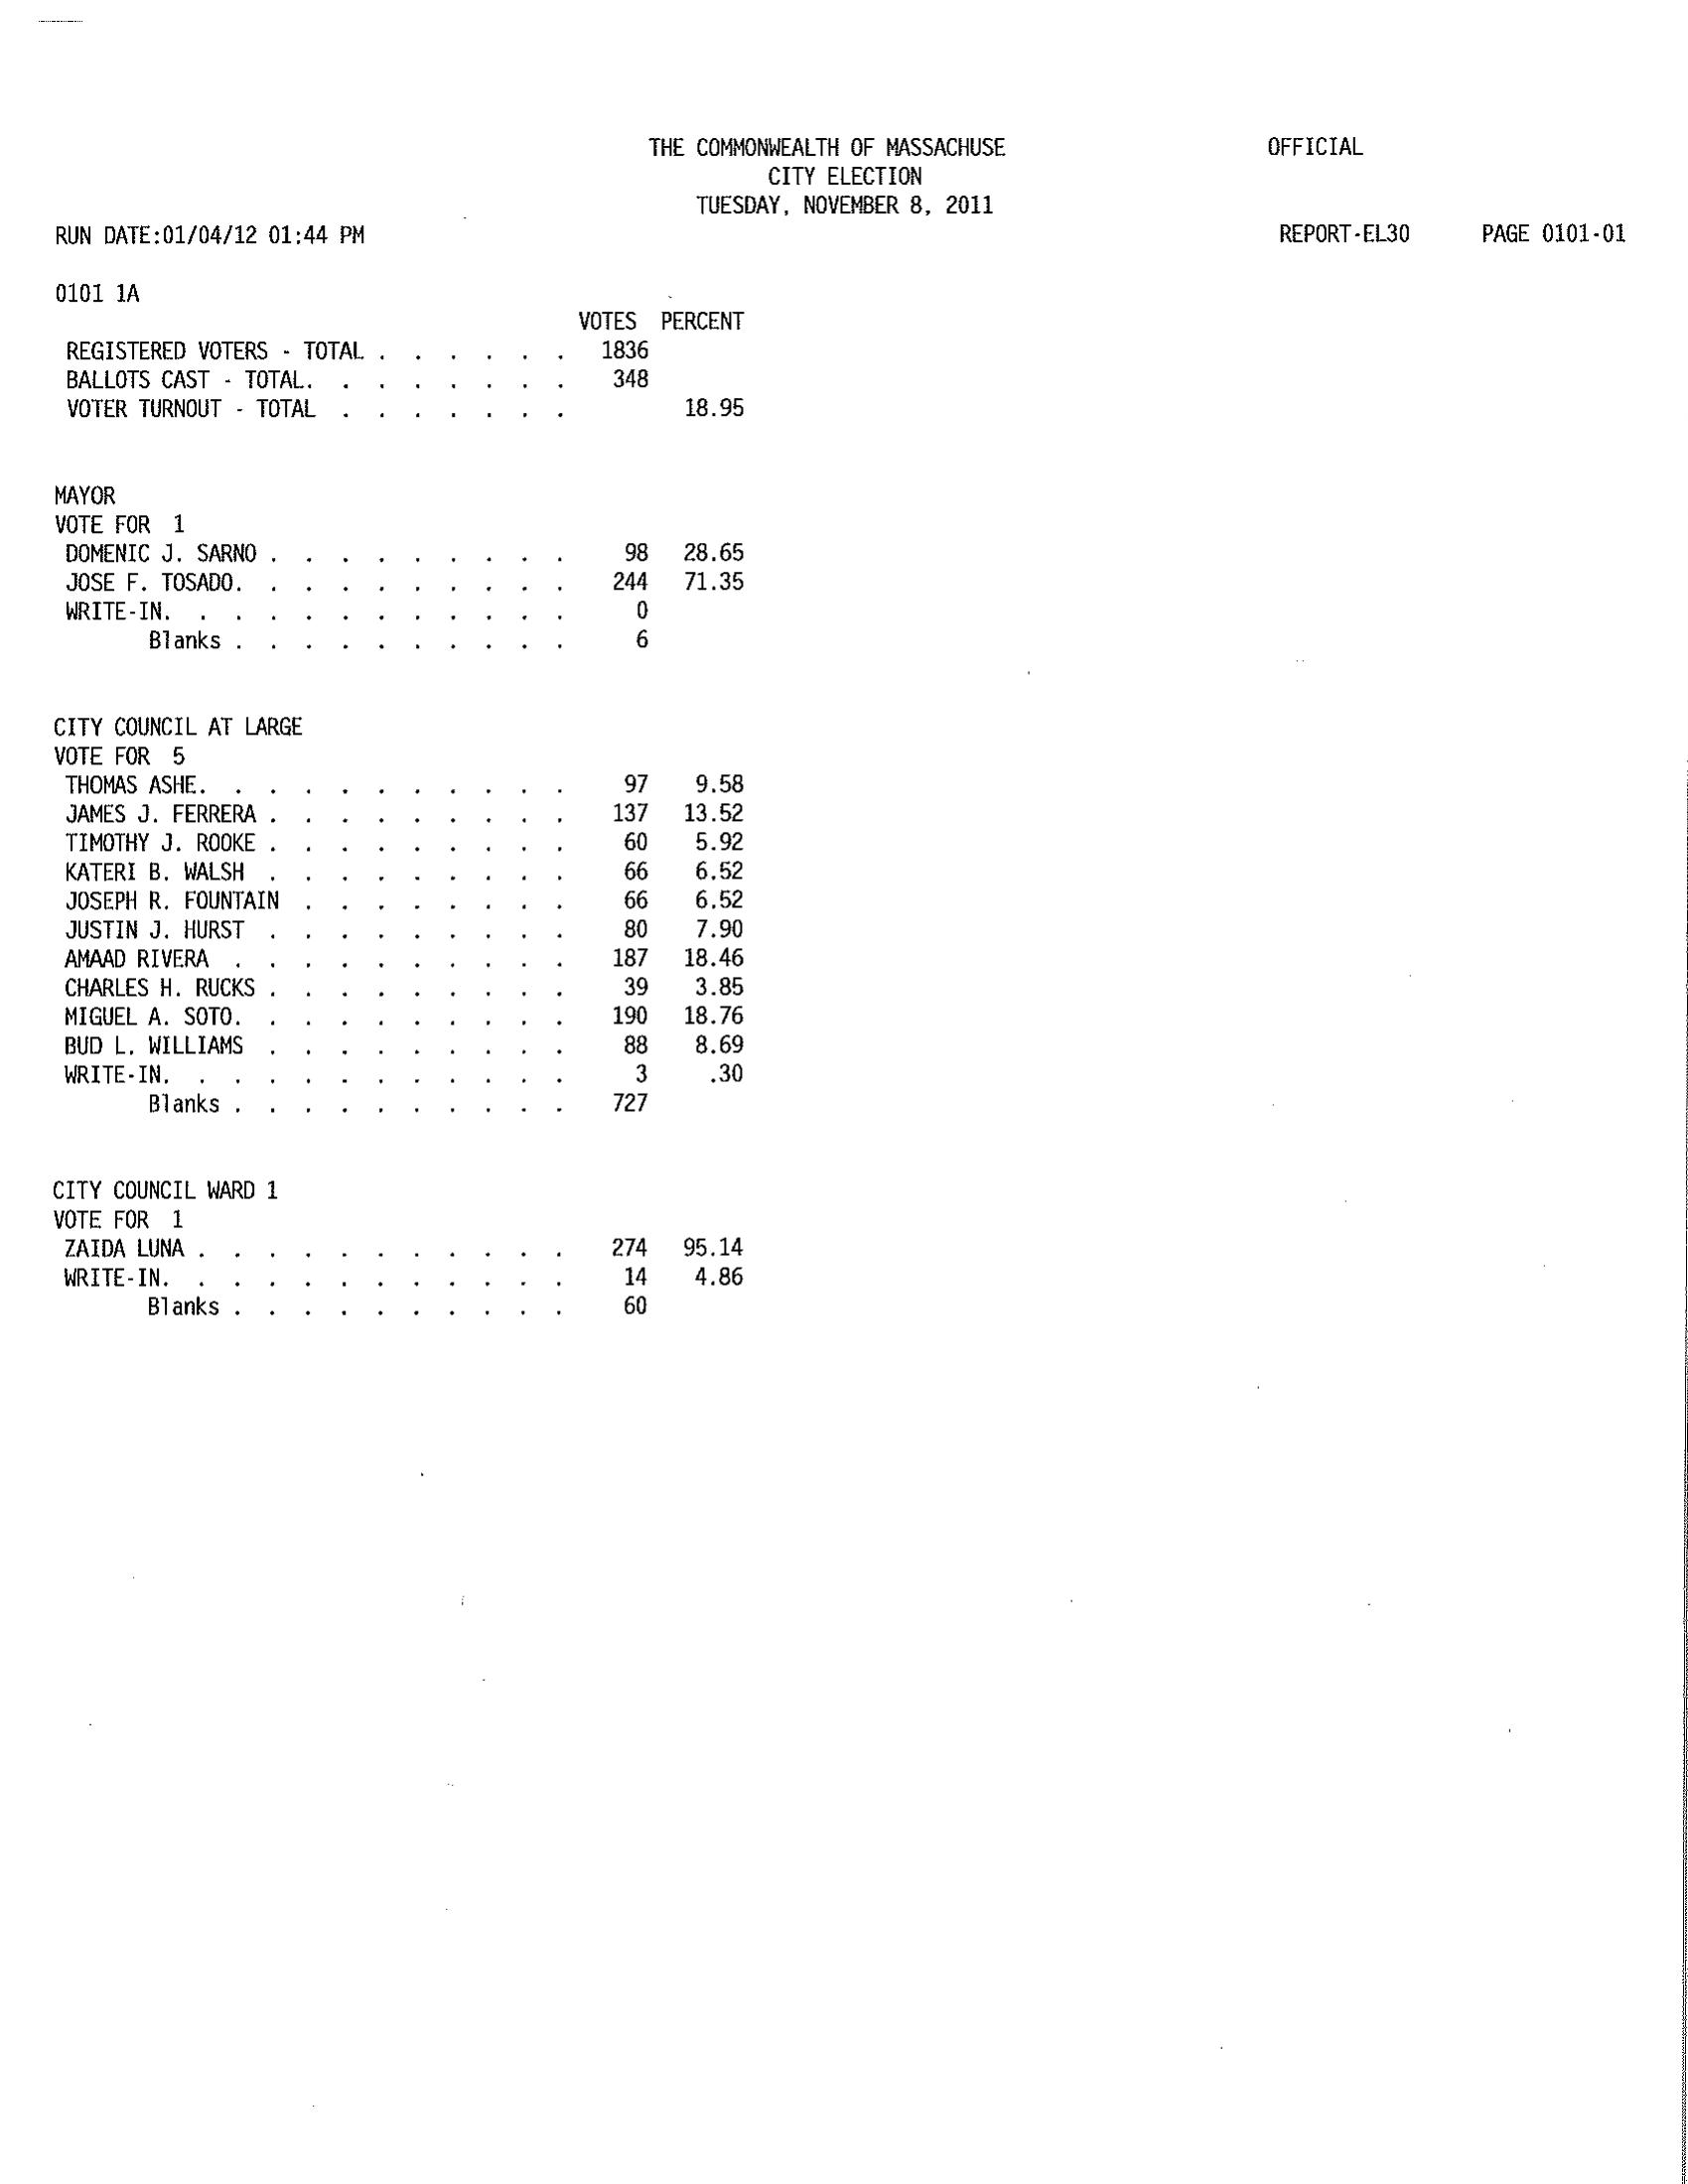 THE COMMONWEALTH OF MASSACHUSE OFFICIAL
CITY ELECTION
TUESDAY, NOVEMBER 8, 2011
RUN DATE:01/04/12 01:44 PM REPORT-EL30 PAGE 0101-01
0101 1A
VOTES PERCENT
REGISTERED VOTERS - TOTAL . . . . . . 1836
BALLOTS CAST - TOTAL. . . . . . . . 348
VOTER TURNOUT - TOTAL . . . . . . . 18.95
MAYOR
VOTE FOR 1
DOMENIC J. SARNO . . . . . . . . . 98 28.65
JOSE F. TOSADO. . . . . . . . . . 244 71.35
WRITE-IN. . . . . . . . . . . . 0
Blanks . . . . . . . . . . 6
CITY COUNCIL AT LARGE
VOTE FOR 5
THOMAS ASHE. . . . . . . . . . . 97 9.58
JAMES J. FERRERA . . . . . . . . . 137 13.52
TIMOTHY J. ROOKE . . . . . . . . . 60 5.92
KATERI B. WALSH . . . . . . . . . 66 6.52
JOSEPH R. FOUNTAIN . . . . . . . . 66 6.52
JUSTIN J. HURST . . . . . . . . . 80 7.90
AMAAD RIVERA . . . . . . . . . . 187 18.46
CHARLES H. RUCKS . . . . . . . . . 39 3.85
MIGUEL A. SOTO. . . . . . . . . . 190 18.76
BUD L. WILLIAMS . . . . . . . . . 88 8.69
WRITE-IN. . . . . . . . . . . . 3 .30
Blanks . . . . . . . . . . 727
CITY COUNCIL WARD 1
VOTE FOR 1
ZAIDA LUNA . . . . . . . . . . . 274 95.14
WRITE-IN. . . . . . . . . . . . 14 4.86
Blanks . . . . . . . . . . 60